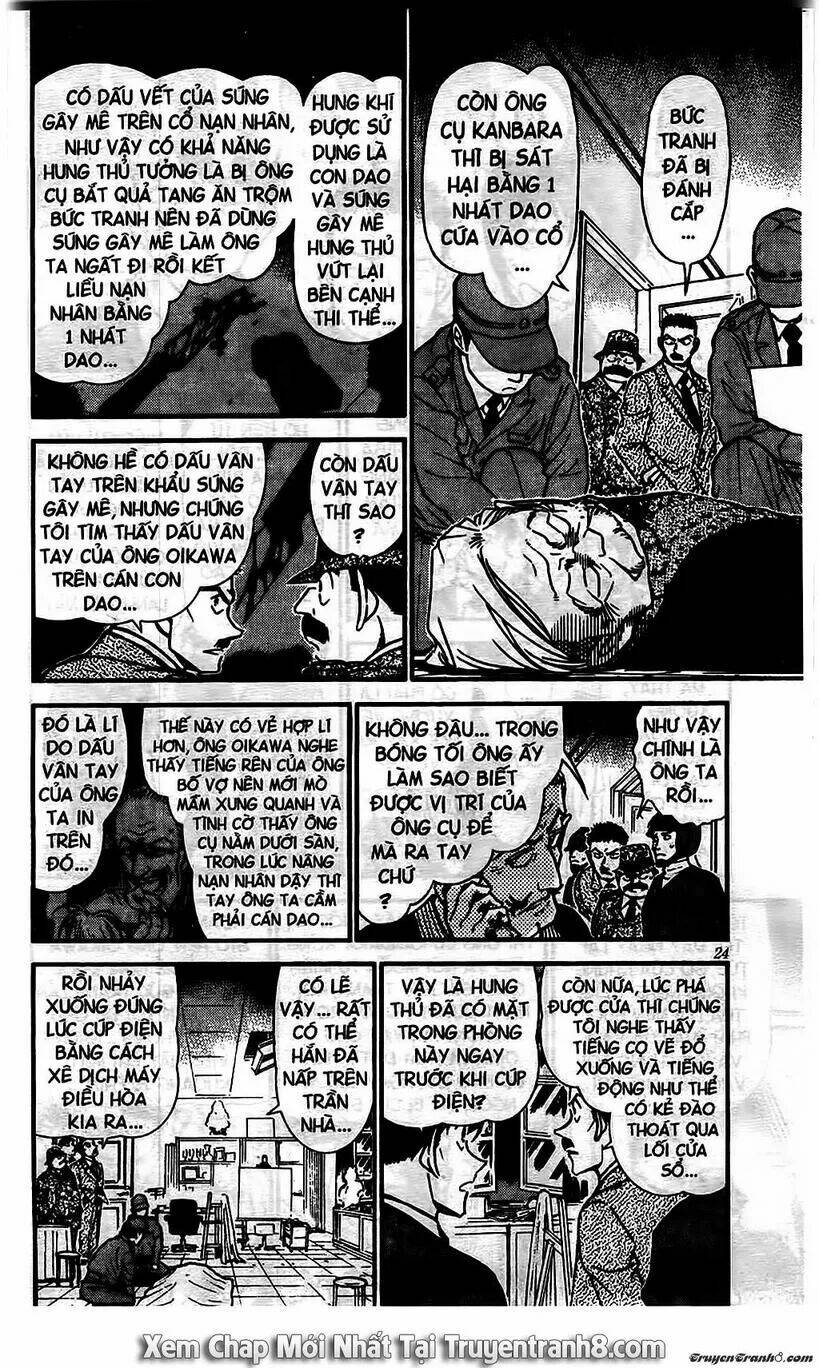 BỨC
TRANH
ĐÃ BỊ
ĐÁNH
CẮP
...
CÒN ÔNG
CỤ KANBARA
THÌ BỊ SÁT
HẠI BẰNG 1
NHÁT DAO
CỨA VÀO CỔ
...
HUNG KHÍ
ĐƯỢC SỬ
DỤNG LÀ
CON DAO
VÀ SÚNG
GÂY MÊ
HUNG THỦ
VỨT LẠI
BÊN CẠNH
THI THỂ...
CÓ DẤU VẾT CỦA SÚNG
GÂY MÊ TRÊN CỔ NẠN NHÂN,
NHƯ VẬY CÓ KHẢ NĂNG
HUNG THỦ TƯỞNG LÀ BỊ ÔNG
CỤ BẮT QUẢ TANG ĂN TRỘM
BỨC TRANH NÊN ĐÃ DÙNG
SÚNG GÂY MÊ LÀM ÔNG
TA NGẤT ĐI RỒI KẾT
LIỄU NẠN
NHÂN BẰNG
1 NHÁT
DAO...
CÒN DẤU
VÂN TAY
THÌ SAO
?
KHÔNG HỀ CÓ DẤU VÂN
TAY TRÊN KHẨU SÚNG
GÂY MÊ, NHƯNG CHÚNG
TÔI TÌM THẤY DẤU VÂN
TAY CỦA ÔNG OIKAWA
TRÊN CÁN CON
DAO...
NHƯ VẬY
CHÍNH LÀ
ÔNG TA
RỒI...
KHÔNG ĐÂU... TRONG
BÓNG TỐI ÔNG ẤY
LÀM SAO BIẾT
ĐƯỢC VỊ TRÍ CỦA
ÔNG CỤ ĐỂ
MÀ RA TAY
CHỨ
?
THẾ NÀY CÓ VẺ HỢP LÍ
HƠN, ÔNG OIKAWA NGHE
THẤY TIẾNG RÊN CỦA ÔNG
BỐ VỢ NÊN MỚI MÒ
MẪM XUNG QUANH VÀ
TÌNH CỜ THẤY ÔNG
CỤ NẰM DƯỚI SÀN,
TRONG LÚC NÂNG
NẠN NHÂN DẬY THÌ
TAY ÔNG TA CẦM
PHẢI CÁN DAO...
ĐÓ LÀ LÍ
DO DẤU
VÂN TAY
CỦA ÔNG
TA IN
TRÊN
ĐÓ...
24
CÒN NỮA, LÚC PHÁ
ĐƯỢC CỬA THÌ CHÚNG
TÔI NGHE THẤY
TIẾNG CỌ VẼ ĐỔ
XUỐNG VÀ TIẾNG
ĐỘNG NHƯ THỂ
CÓ KẺ ĐÀO
THOÁT QUA
LỐI CỬA
SỔ...
VẬY LÀ HUNG
THỦ ĐÃ CÓ MẶT
TRONG PHÒNG
NÀY NGAY
TRƯỚC KHI CÚP
ĐIỆN?
CÓ LẼ
VẬY... RẤT
CÓ THỂ
HẮN ĐÃ
NẤP TRÊN
TRẦN
NHÀ...
RỒI NHẢY
XUỐNG ĐÚNG
LÚC CÚP ĐIỆN
BẰNG CÁCH
XÊ DỊCH MÁY
ĐIỀU HÒA
KIA RA...
Xem Chap Mới Nhất Tại Truyentranh8.com
TruyenTranh8.com